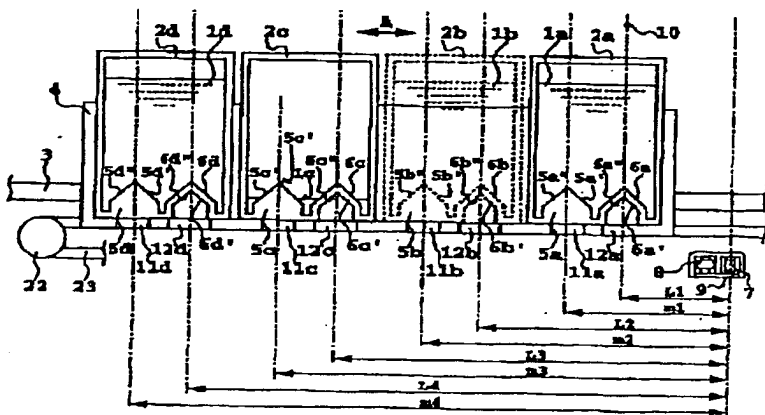 2d 1d 2c A 2b 1b 2a 1a 10
4
3
5d" 5d' 6d" 6d 5c" 5c' 1c 6c" 6c 5b" 5b' 6b" 6b 5a" 5a' 6a" 6a
5d 12d 6d' 5c 12c 6c' 5b 12b 6b' 5a 12a 6a'
11d 11c 11b 11a
22 23 8 9 7
L1
m1
L2
m2
L3
m3
L4
m4